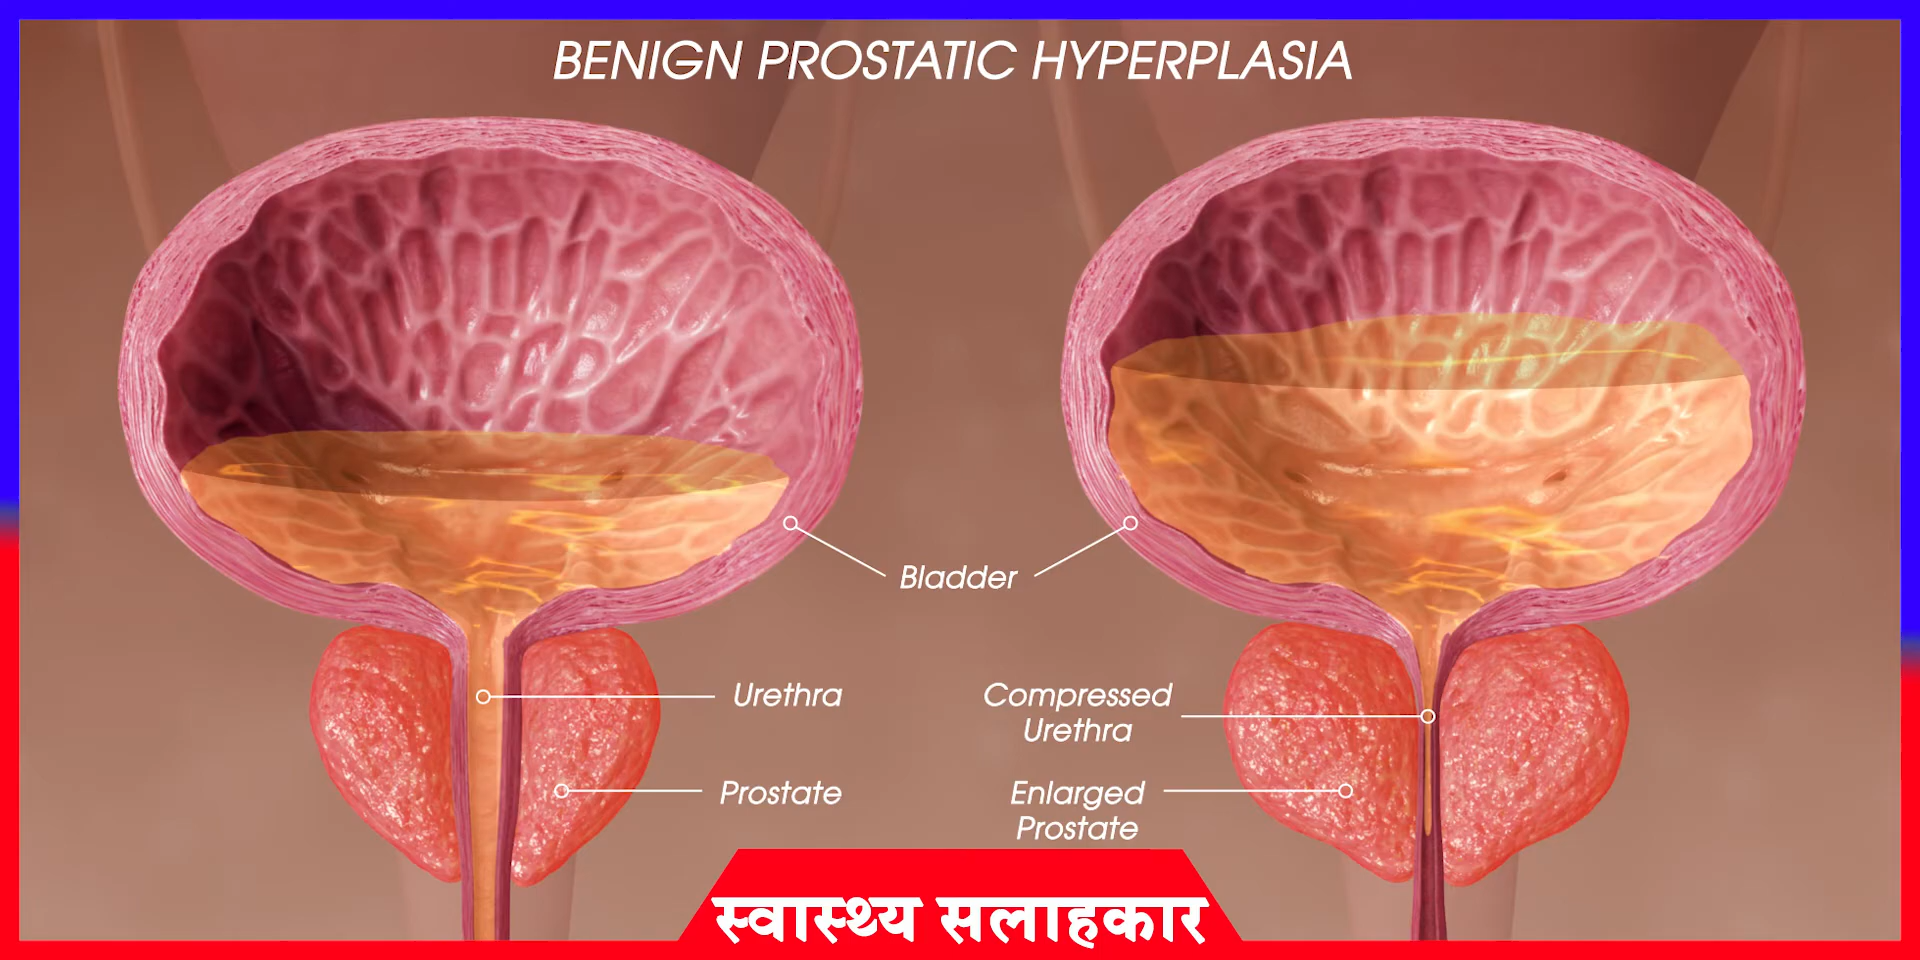 BENIGN PROSTATIC HYPERPLASIA
Bladder
Urethra
Prostate
Compressed
Urethra
Enlarged
Prostate
स्वास्थ्य सलाहकार